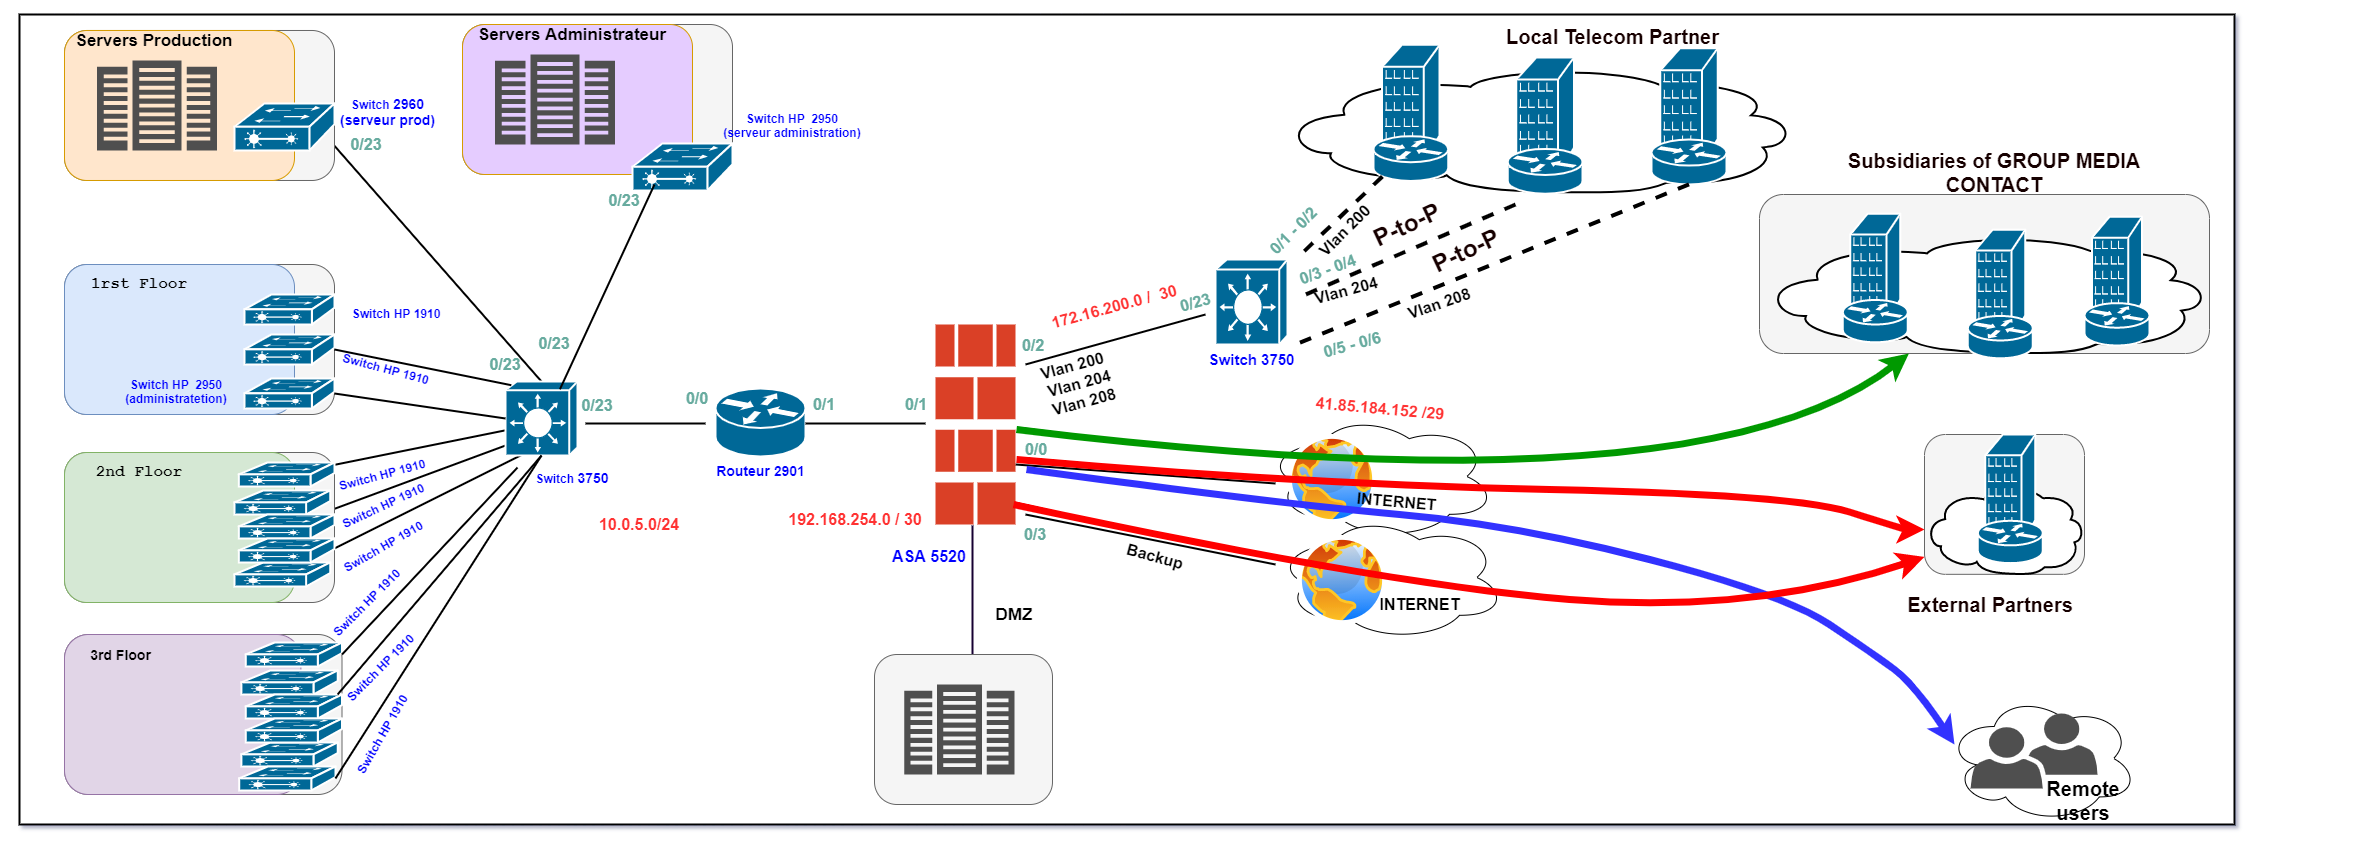 Servers Production
Switch 2960
(serveur prod)
0/23
Servers Administrateur
Switch HP 2950
(serveur administration)
0/23
Local Telecom Partner
Subsidiaries of GROUP MEDIA
CONTACT
1rst Floor
Switch HP 1910
Switch HP 1910
Switch HP 2950
(administratetion)
0/23
0/23
0/23
Switch 3750
0/0
0/1
Routeur 2901
0/1
10.0.5.0/24
192.168.254.0 / 30
ASA 5520
0/2
Vlan 200
Vlan 204
Vlan 208
172.16.200.0 / 30
0/23
Switch 3750
0/1 - 0/2
Vlan 200
P-to-P
0/3 - 0/4
Vlan 204
P-to-P
Vlan 208
0/5 - 0/6
41.85.184.152 /29
0/0
INTERNET
0/3
Backup
INTERNET
DMZ
External Partners
Remote
users
2nd Floor
Switch HP 1910
Switch HP 1910
Switch HP 1910
3rd Floor
Switch HP 1910
Switch HP 1910
Switch HP 1910